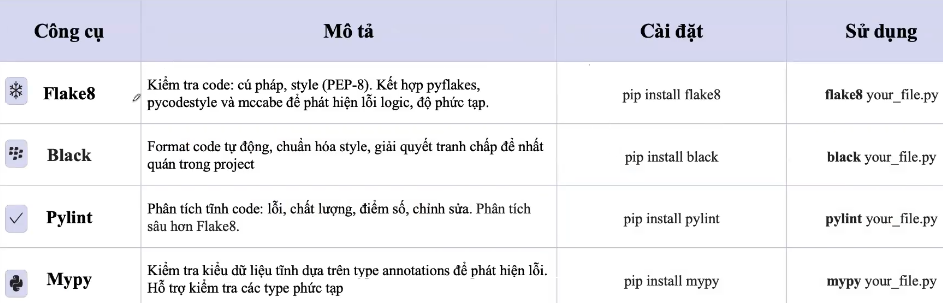 Công cụ Mô tả Cài đặt Sử dụng
Flake8 Kiểm tra code: cú pháp, style (PEP-8). Kết hợp pyflakes, pycodestyle và mccabe để phát hiện lỗi logic, độ phức tạp. pip install flake8 flake8 your_file.py
Black Format code tự động, chuẩn hóa style, giải quyết tranh chấp để nhất quán trong project pip install black black your_file.py
Pylint Phân tích tĩnh code: lỗi, chất lượng, điểm số, chỉnh sửa. Phân tích sâu hơn Flake8. pip install pylint pylint your_file.py
Mypy Kiểm tra kiểu dữ liệu tĩnh dựa trên type annotations để phát hiện lỗi. Hỗ trợ kiểm tra các type phức tạp pip install mypy mypy your_file.py